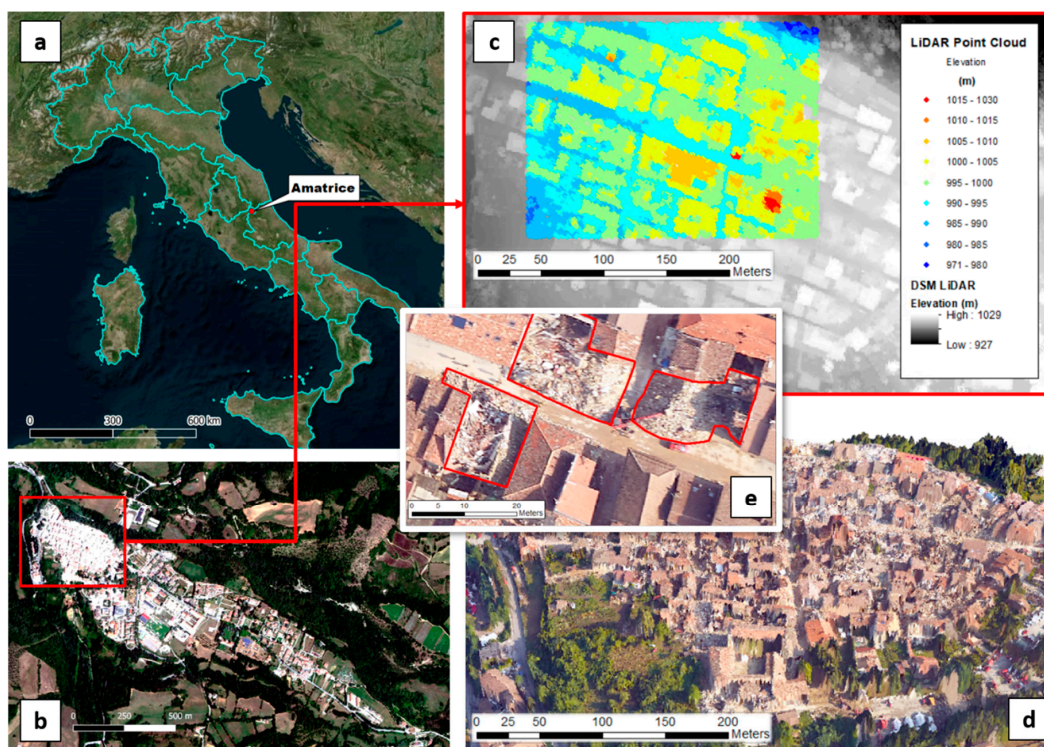 a
Amatrice
0 300 600 km
c
LiDAR Point Cloud
Elevation
(m)
1015 - 1030
1010 - 1015
1005 - 1010
1000 - 1005
995 - 1000
990 - 995
985 - 990
980 - 985
971 - 980
DSM LiDAR
Elevation (m)
High : 1029
Low : 927
0 25 50 100 150 200
Meters
e
0 5 10 20
Meters
b
0 250 500 m
d
0 25 50 100 150 200
Meters